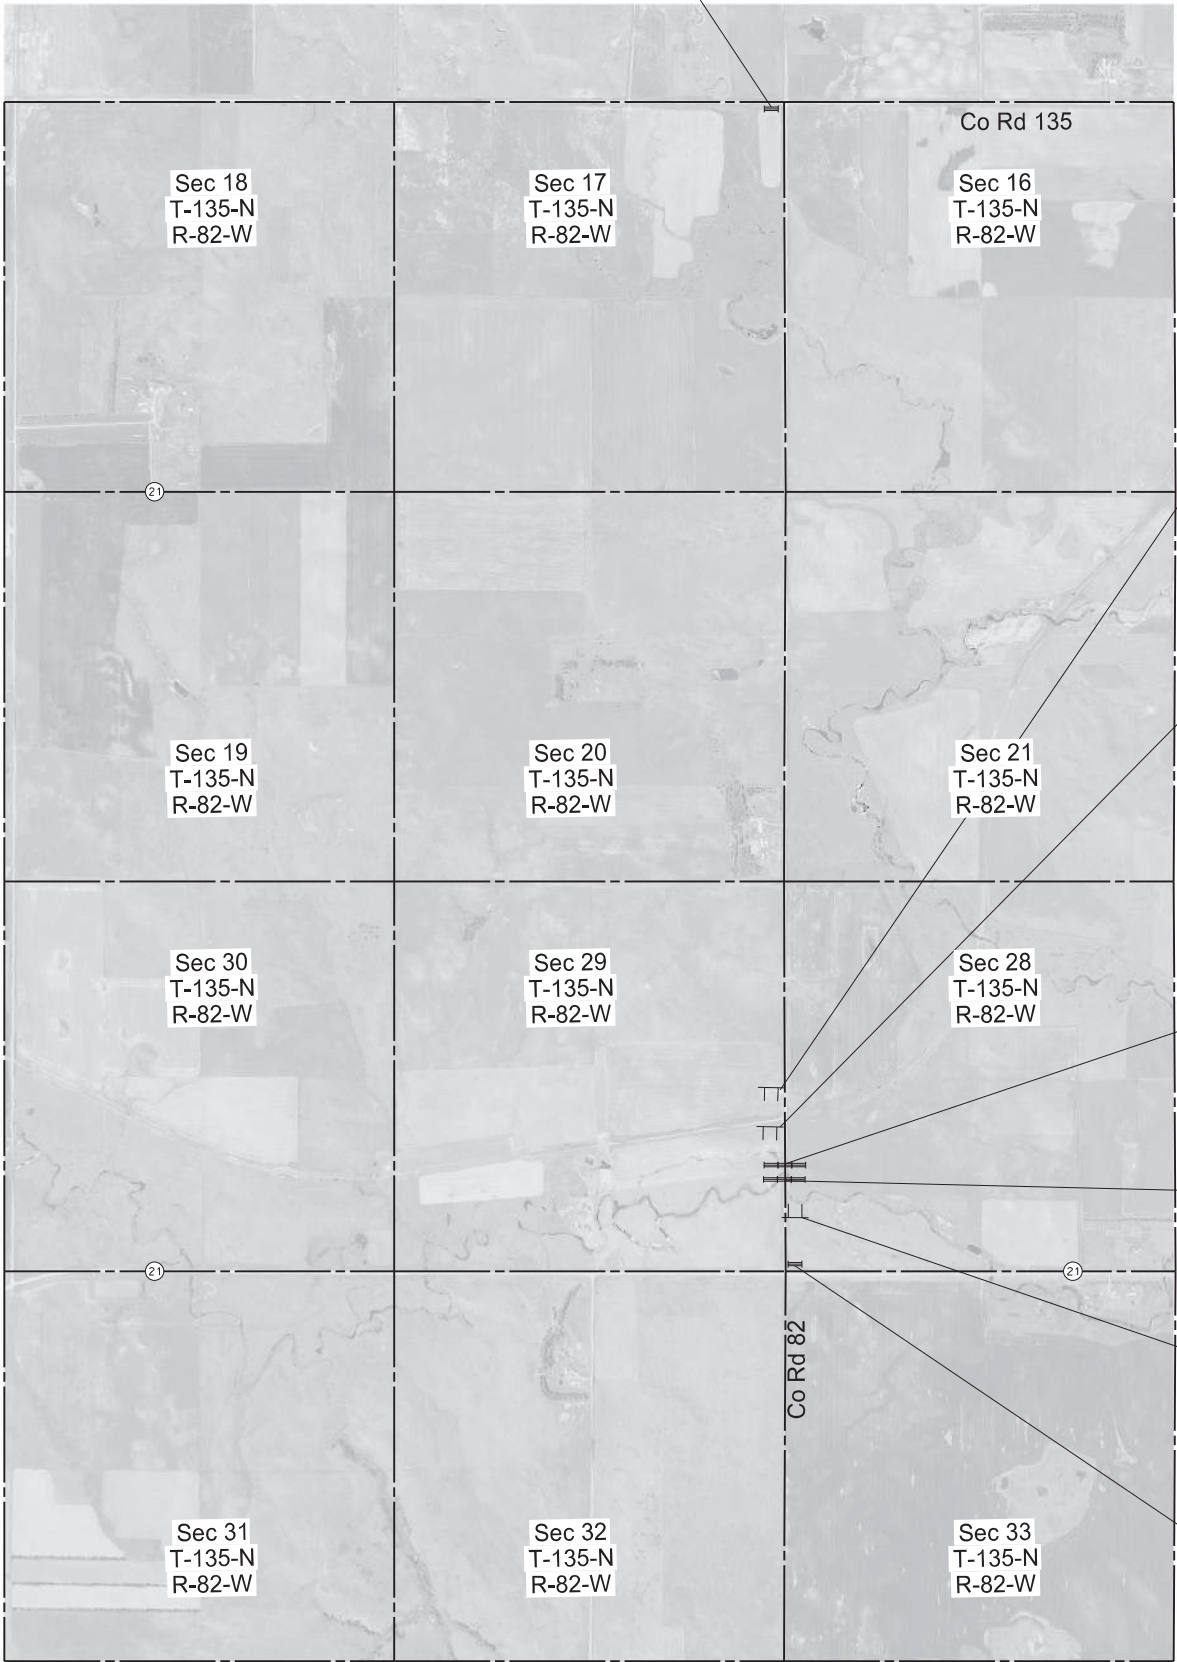 Co Rd 135
Sec 18
T-135-N
R-82-W
Sec 17
T-135-N
R-82-W
Sec 16
T-135-N
R-82-W
21
Sec 19
T-135-N
R-82-W
Sec 20
T-135-N
R-82-W
Sec 21
T-135-N
R-82-W
Sec 30
T-135-N
R-82-W
Sec 29
T-135-N
R-82-W
Sec 28
T-135-N
R-82-W
21
21
Co Rd 82
Sec 31
T-135-N
R-82-W
Sec 32
T-135-N
R-82-W
Sec 33
T-135-N
R-82-W